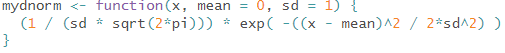 mydnorm <- function(x, mean = 0, sd = 1) {
  (1 / (sd * sqrt(2*pi))) * exp( -((x - mean)^2 / 2*sd^2) )
}